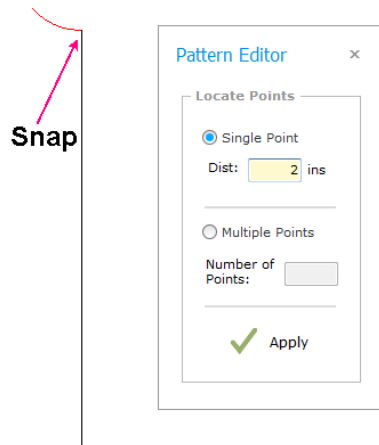 Snap
Pattern Editor ×
Locate Points
Single Point
Dist: 2 ins
Multiple Points
Number of
Points:
Apply